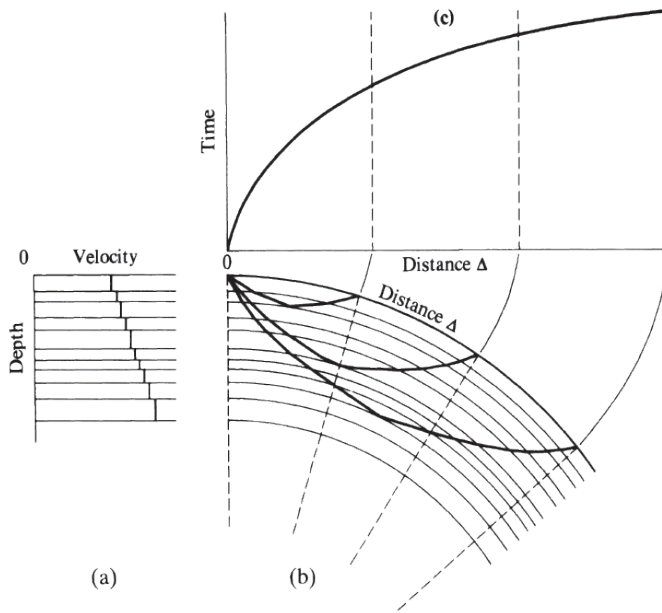 (c)
Time
0
Velocity
0
Distance Δ
Distance Δ
Depth
(a)
(b)